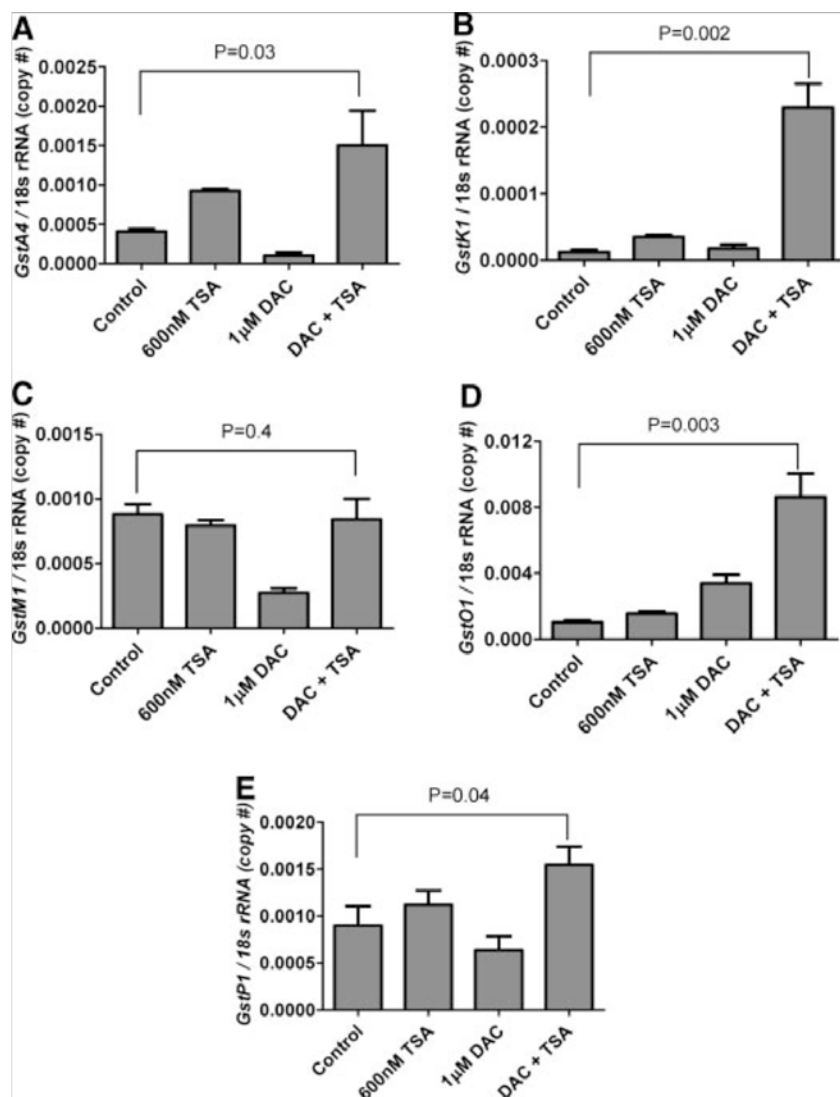 A
P=0.03
GstA4 / 18s rRNA (copy #)
0.0025
0.0020
0.0015
0.0010
0.0005
0.0000
Control
600nM TSA
1µM DAC
DAC + TSA
B
P=0.002
GstK1 / 18s rRNA (copy #)
0.0003
0.0002
0.0001
0.0000
Control
600nM TSA
1µM DAC
DAC + TSA
C
P=0.4
GstM1 / 18s rRNA (copy #)
0.0015
0.0010
0.0005
0.0000
Control
600nM TSA
1µM DAC
DAC + TSA
D
P=0.003
GstO1 / 18s rRNA (copy #)
0.012
0.008
0.004
0.000
Control
600nM TSA
1µM DAC
DAC + TSA
E
P=0.04
GstP1 / 18s rRNA (copy #)
0.0020
0.0015
0.0010
0.0005
0.0000
Control
600nM TSA
1µM DAC
DAC + TSA